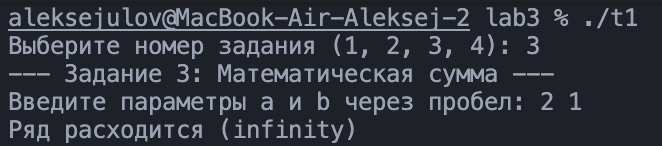 aleksejulov@MacBook-Air-Aleksej-2 lab3 % ./t1
Выберите номер задания (1, 2, 3, 4): 3
--- Задание 3: Математическая сумма ---
Введите параметры a и b через пробел: 2 1
Ряд расходится (infinity)